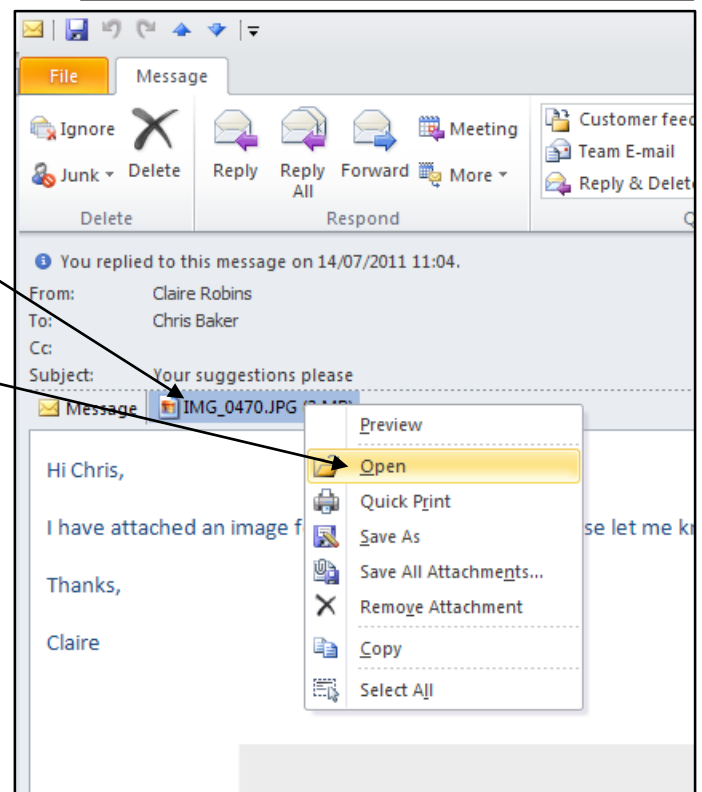 File Message
Ignore
Junk
Delete
Reply
Reply All
Forward
Meeting
More
Customer feed
Team E-mail
Reply & Delete
Delete
Respond
Q
You replied to this message on 14/07/2011 11:04.
From: Claire Robins
To: Chris Baker
Cc:
Subject: Your suggestions please
Message IMG_0470.JPG
Preview
Open
Quick Print
Save As
Save All Attachments...
Remove Attachment
Copy
Select All
Hi Chris,
I have attached an image f se let me k
Thanks,
Claire